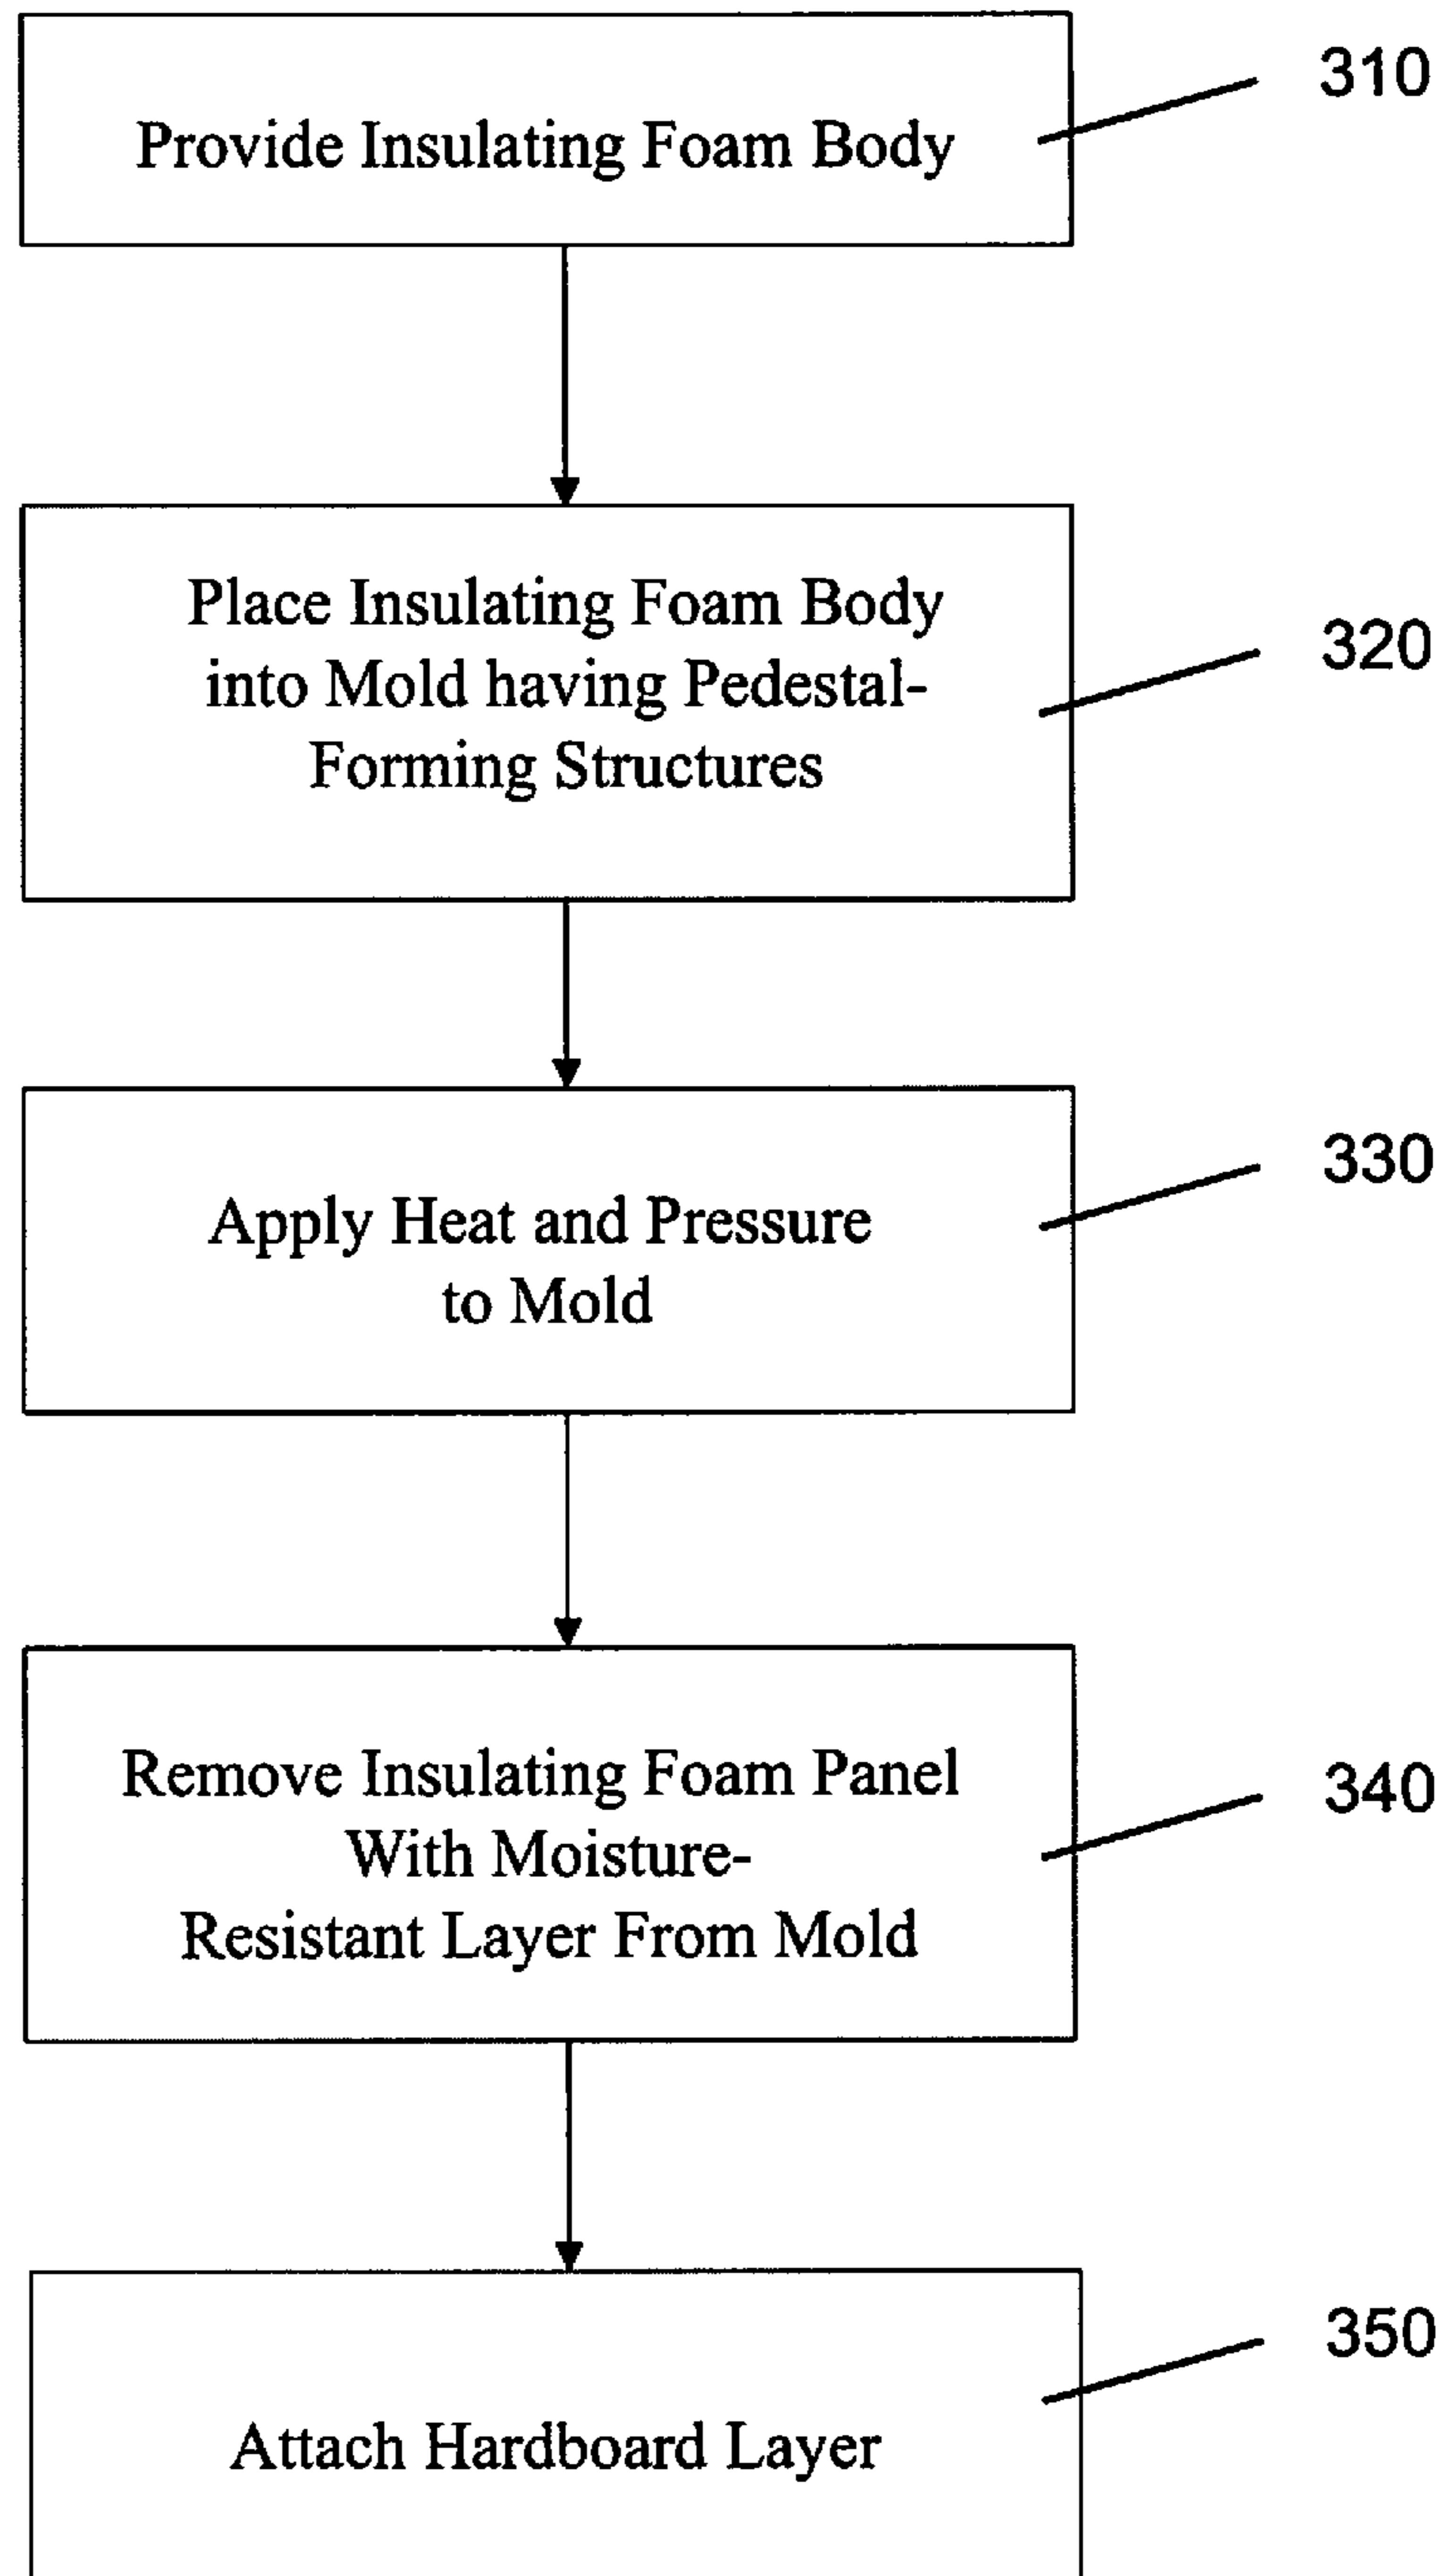 310
Provide Insulating Foam Body
Place Insulating Foam Body
into Mold having Pedestal-
Forming Structures
320
Apply Heat and Pressure
to Mold
330
Remove Insulating Foam Panel
With Moisture-
Resistant Layer From Mold
340
Attach Hardboard Layer
350